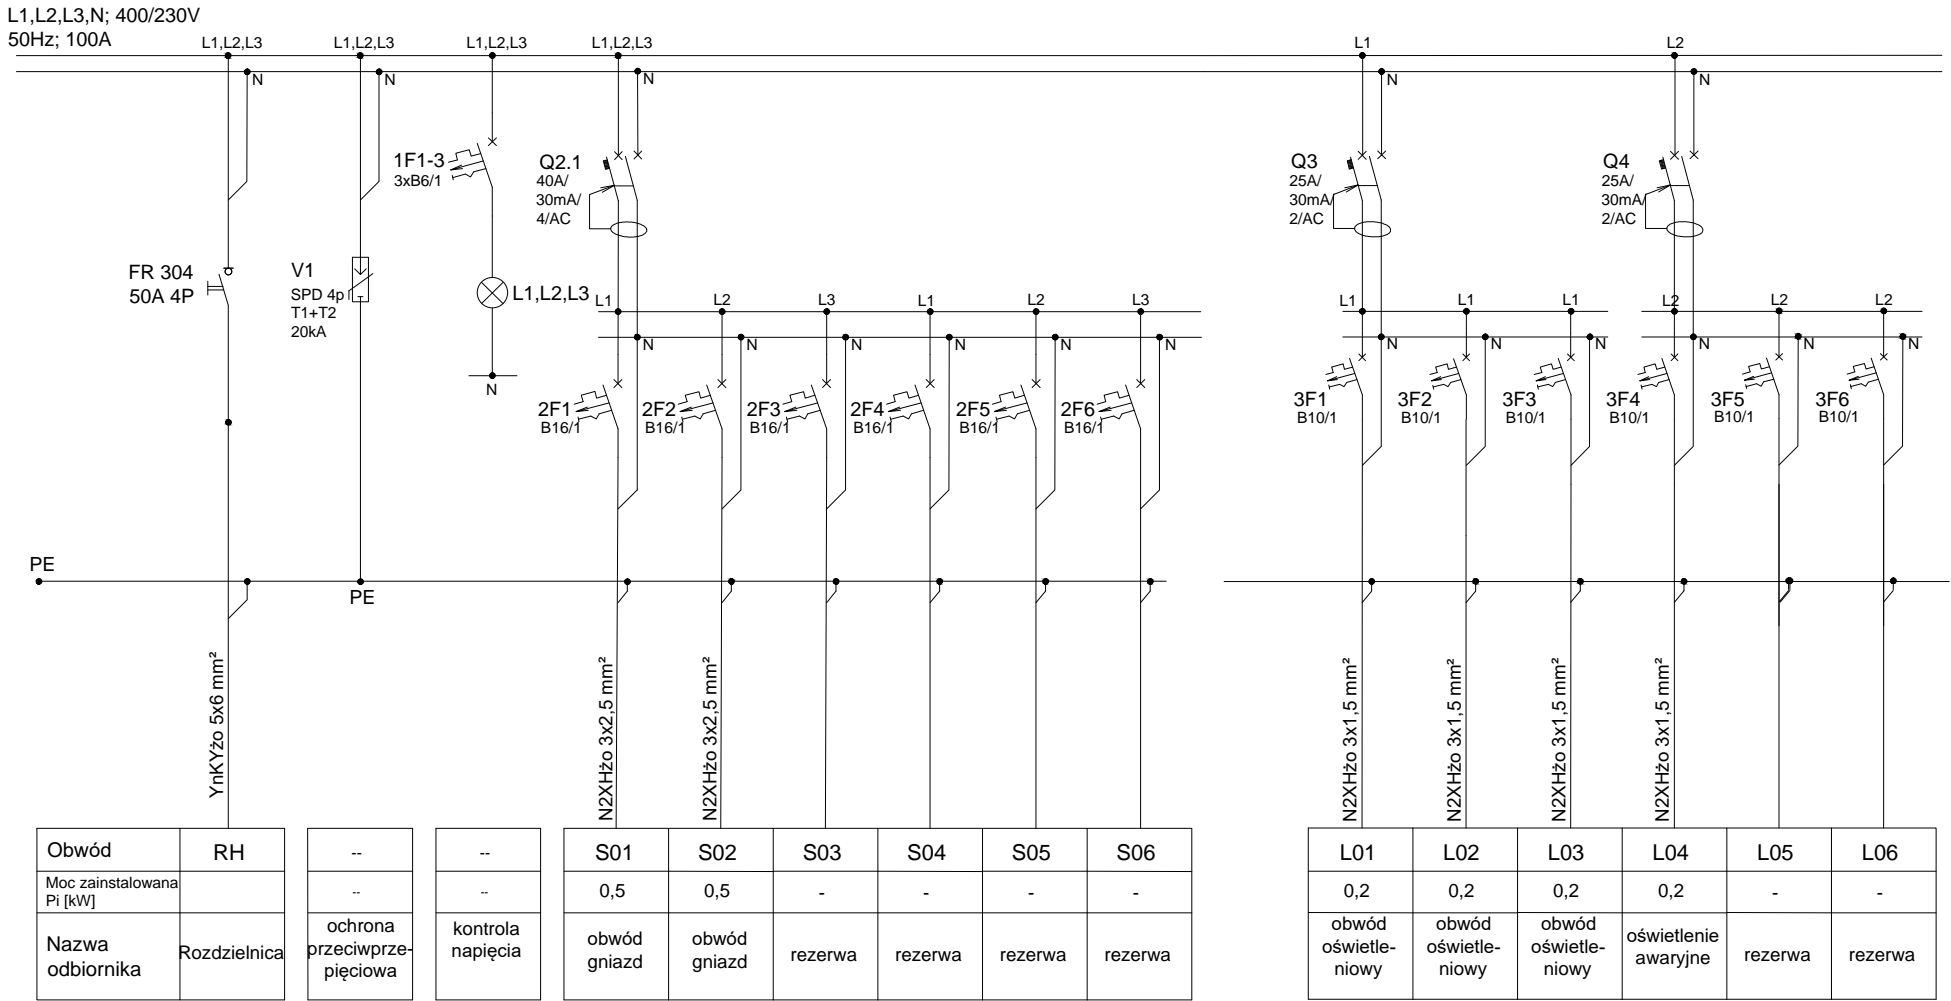 L1,L2,L3,N; 400/230V
50Hz; 100A
L1,L2,L3
L1,L2,L3
L1,L2,L3
L1,L2,L3
L1
L2
N
N
N
N
N
1F1-3
3xB6/1
Q2.1
40A/
30mA/
4/AC
Q3
25A/
30mA/
2/AC
Q4
25A/
30mA/
2/AC
FR 304
50A 4P
V1
SPD 4p
T1+T2
20kA
L1,L2,L3
N
L1
L2
L3
L1
L2
L3
L1
L1
L1
L2
L2
L2
N
N
N
N
N
N
N
N
N
N
N
N
2F1
B16/1
2F2
B16/1
2F3
B16/1
2F4
B16/1
2F5
B16/1
2F6
B16/1
3F1
B10/1
3F2
B10/1
3F3
B10/1
3F4
B10/1
3F5
B10/1
3F6
B10/1
PE
PE
YnKYżo 5x6 mm²
N2XHżo 3x2,5 mm²
N2XHżo 3x2,5 mm²
N2XHżo 3x1,5 mm²
N2XHżo 3x1,5 mm²
N2XHżo 3x1,5 mm²
N2XHżo 3x1,5 mm²
Obwód RH -- -- S01 S02 S03 S04 S05 S06 L01 L02 L03 L04 L05 L06
Moc zainstalowana
Pi [kW] -- -- 0,5 0,5 - - - - 0,2 0,2 0,2 0,2 - -
Nazwa
odbiornika
Rozdzielnica
ochrona
przeciwprze-
pięciowa
kontrola
napięcia
obwód
gniazd
obwód
gniazd
rezerwa
rezerwa
rezerwa
rezerwa
obwód
oświetle-
niowy
obwód
oświetle-
niowy
obwód
oświetle-
niowy
oświetlenie
awaryjne
rezerwa
rezerwa